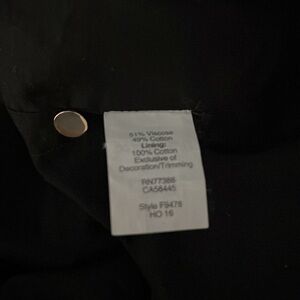 51% Viscose
49% Cotton
Lining:
100% Cotton
Exclusive of
Decoration/Trimming
RN77388
CA56445
Style F9478
HO 16